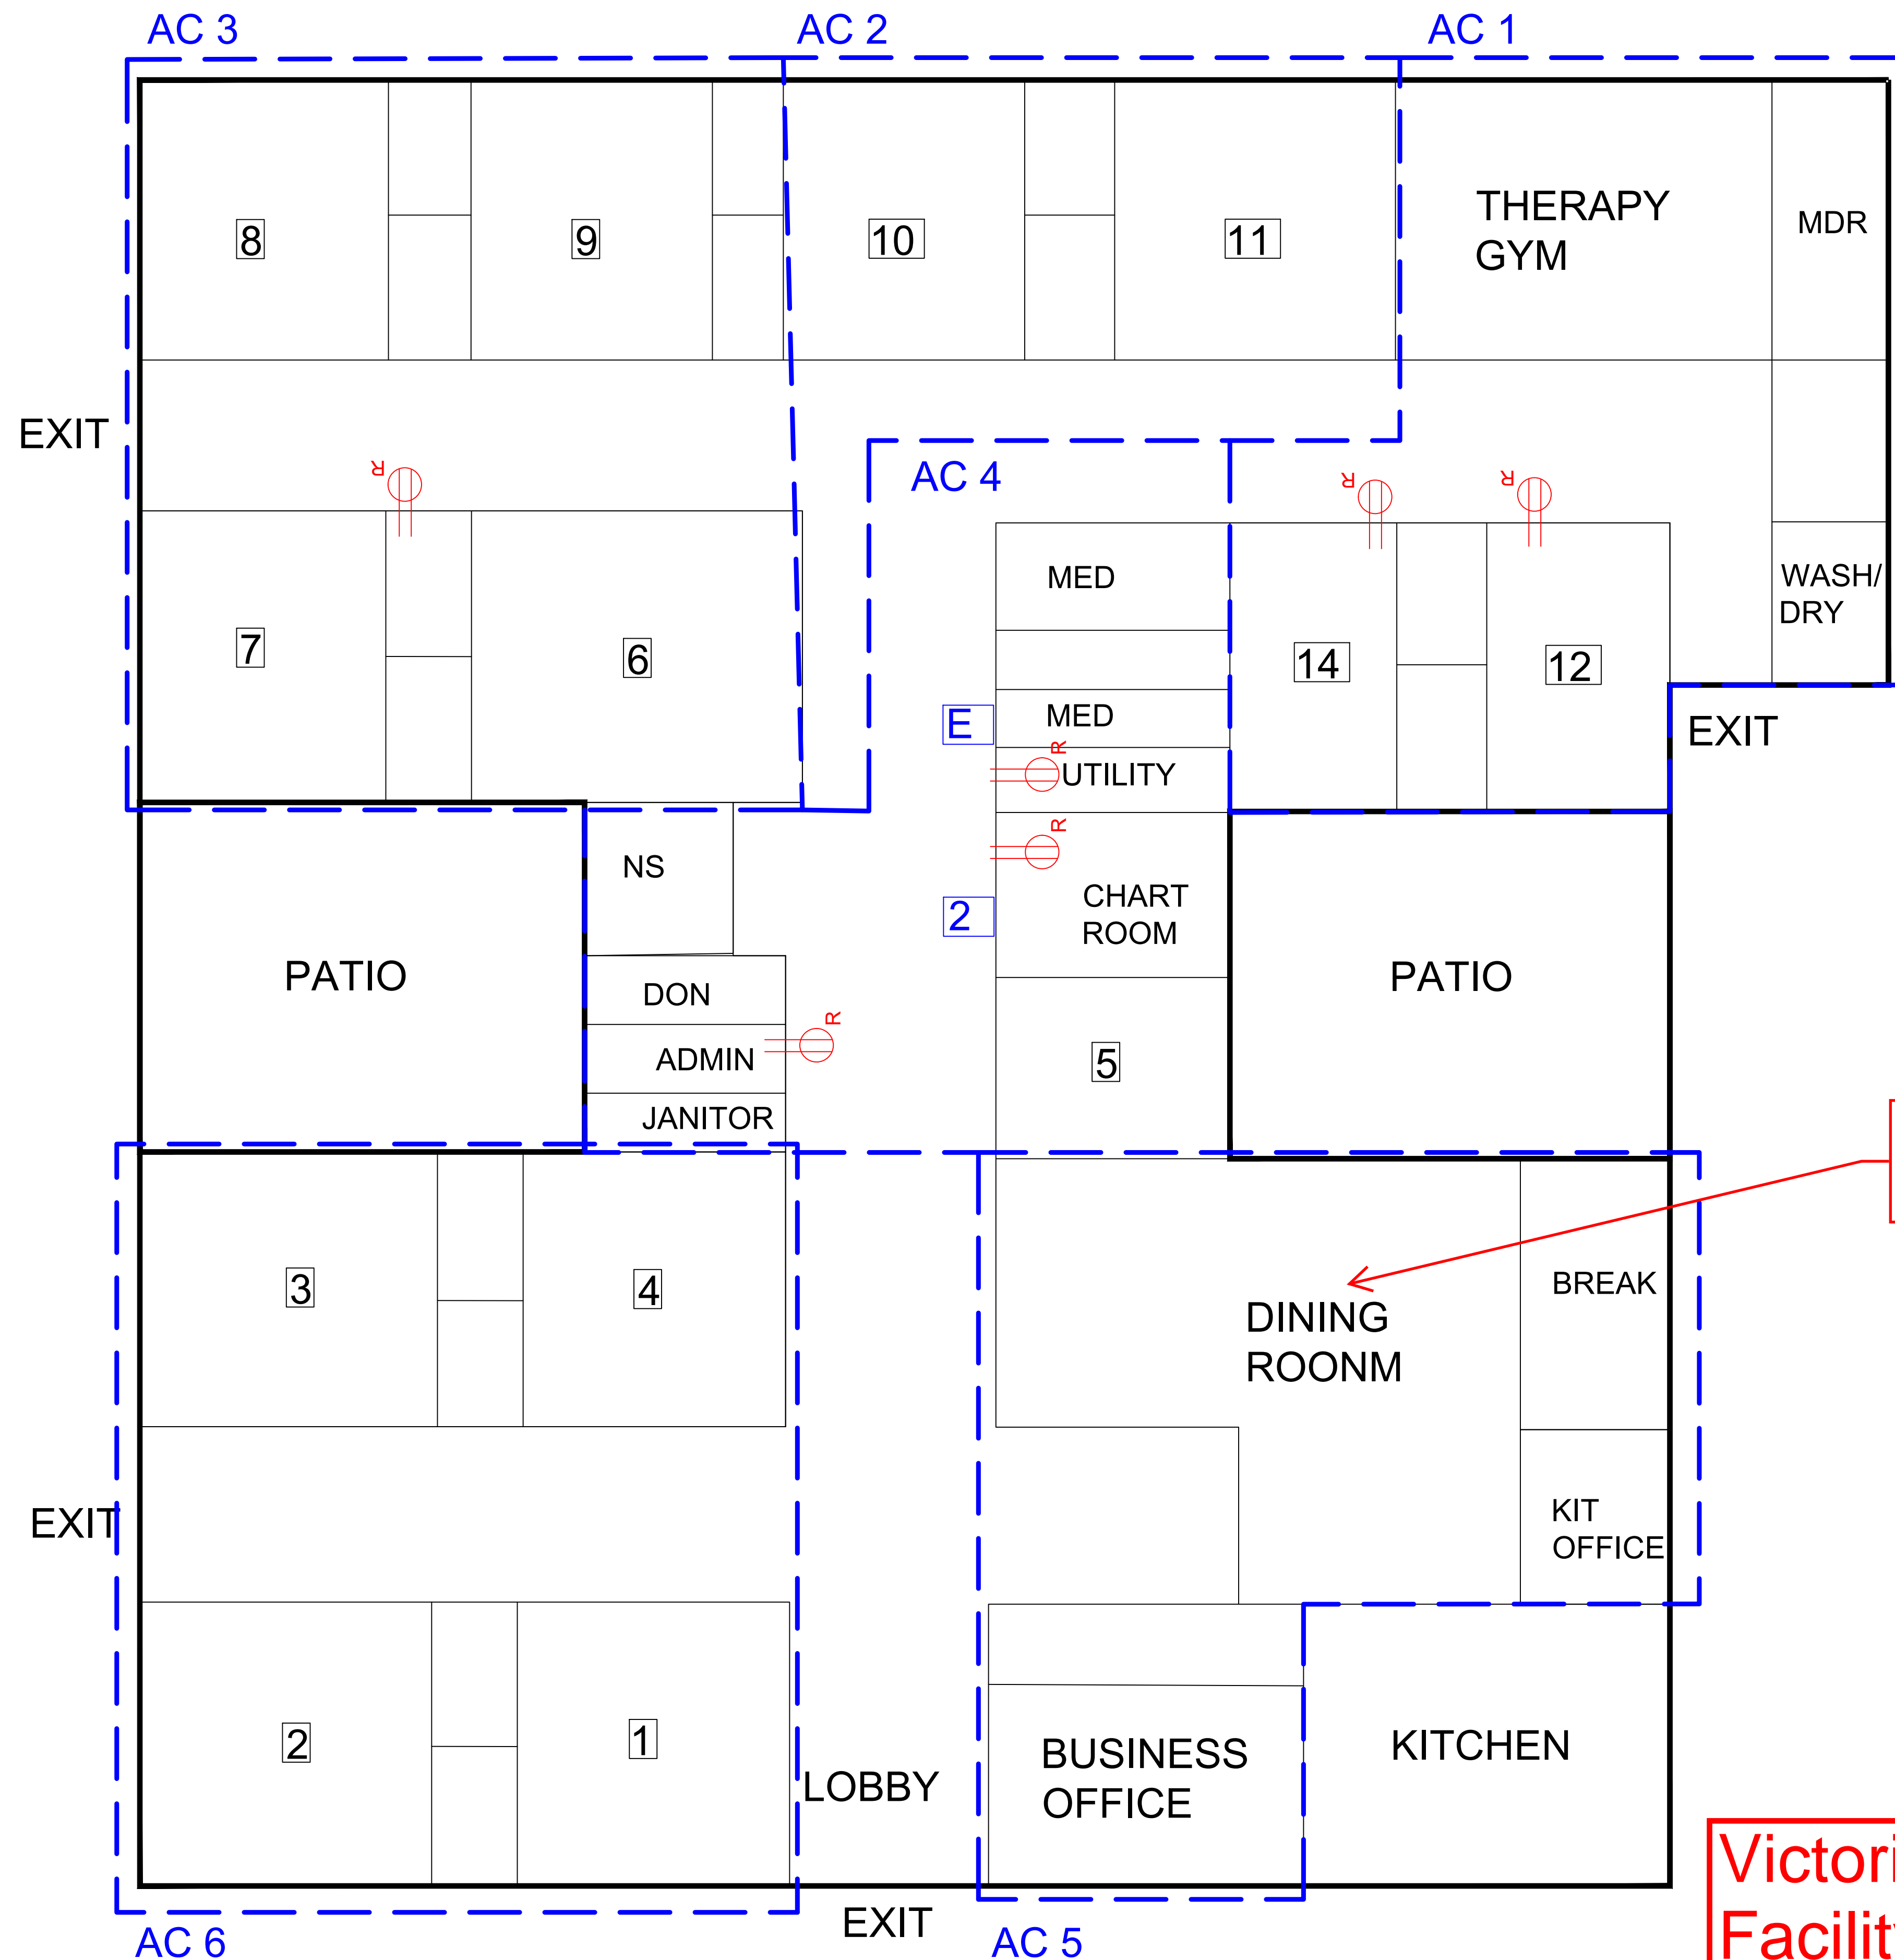 AC 3
AC 2
AC 1
8
9
10
11
THERAPY
GYM
MDR
EXIT
R
AC 4
R
R
7
6
MED
14
12
WASH/
DRY
E
MED
R
UTILITY
EXIT
NS
R
CHART
ROOM
2
PATIO
DON
PATIO
R
ADMIN
5
JANITOR
3
4
BREAK
DINING
ROONM
EXIT
KIT
OFFICE
2
1
LOBBY
BUSINESS
OFFICE
KITCHEN
EXIT
AC 6
AC 5
Victori
Facilit